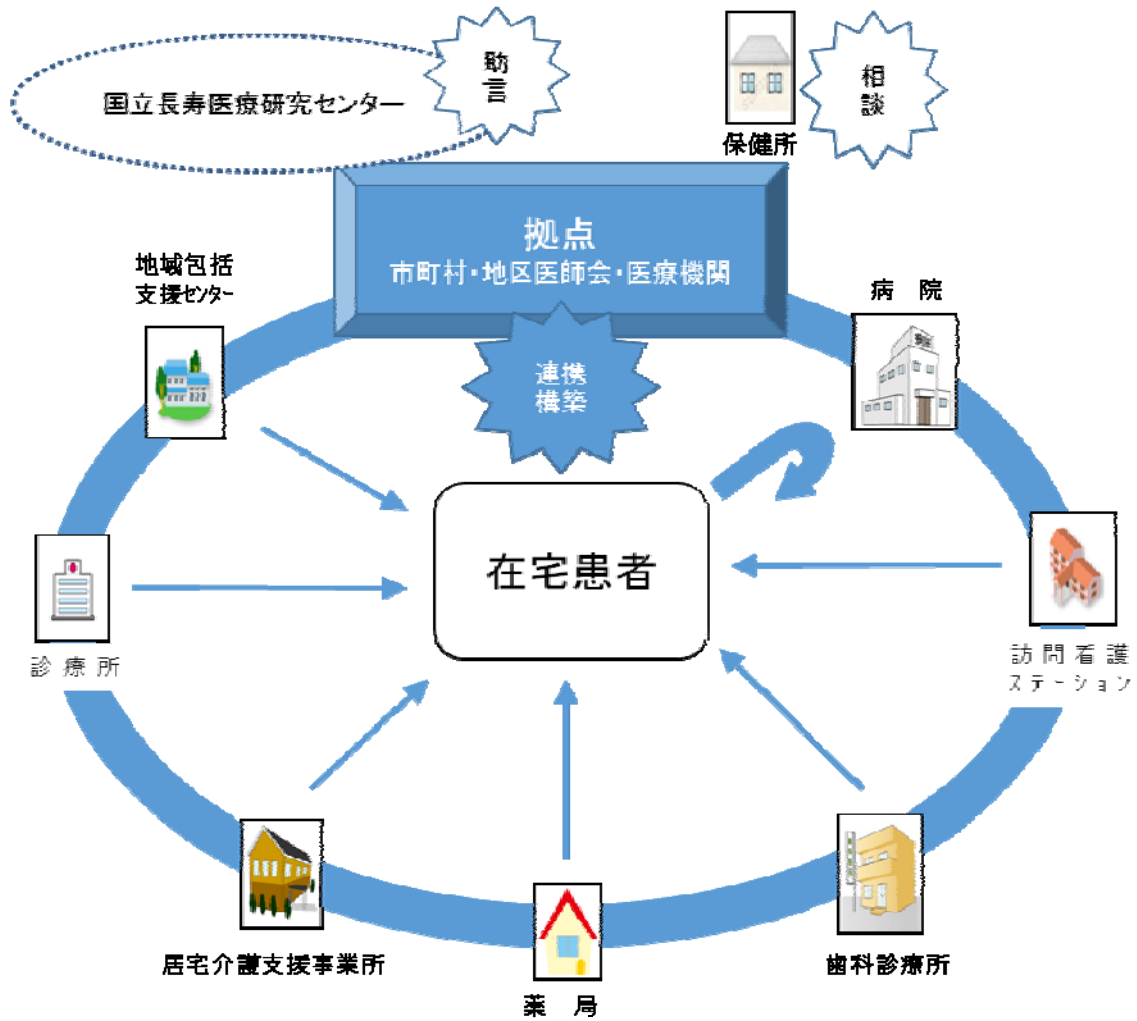 国立長寿医療研究センター
助
言
保健所
相
談
拠点
市町村・地区医師会・医療機関
連携
構築
地域包括
支援センター
病 院
在宅患者
診療所
訪問看護
ステーション
居宅介護支援事業所
薬 局
歯科診療所